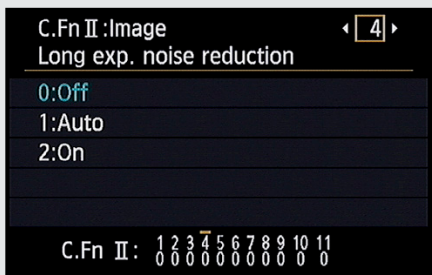 C.Fn II :Image 4
Long exp. noise reduction
0:Off
1:Auto
2:On
C.Fn II : 1 2 3 4 5 6 7 8 9 10 11
0 0 0 0 0 0 0 0 0 0 0